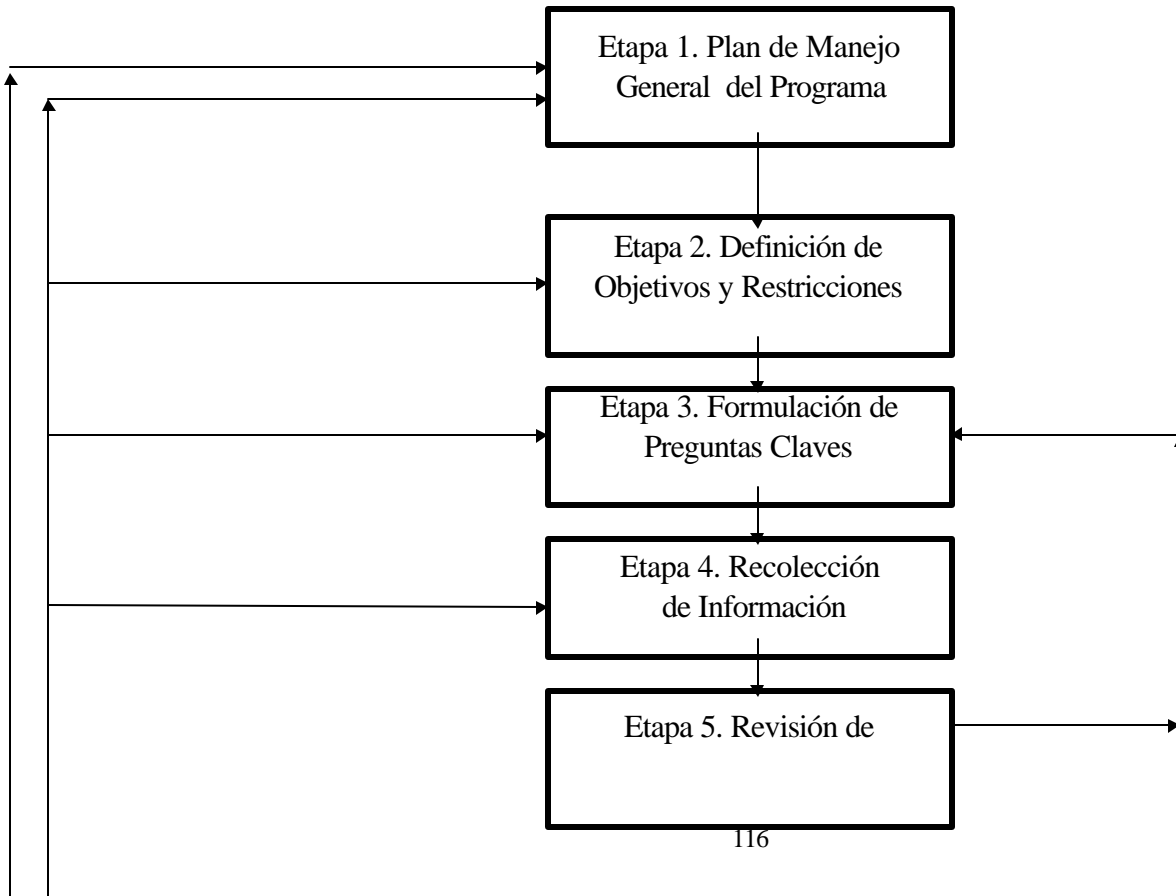 Etapa 1. Plan de Manejo
General del Programa
Etapa 2. Definición de
Objetivos y Restricciones
Etapa 3. Formulación de
Preguntas Claves
Etapa 4. Recolección
de Información
Etapa 5. Revisión de
116